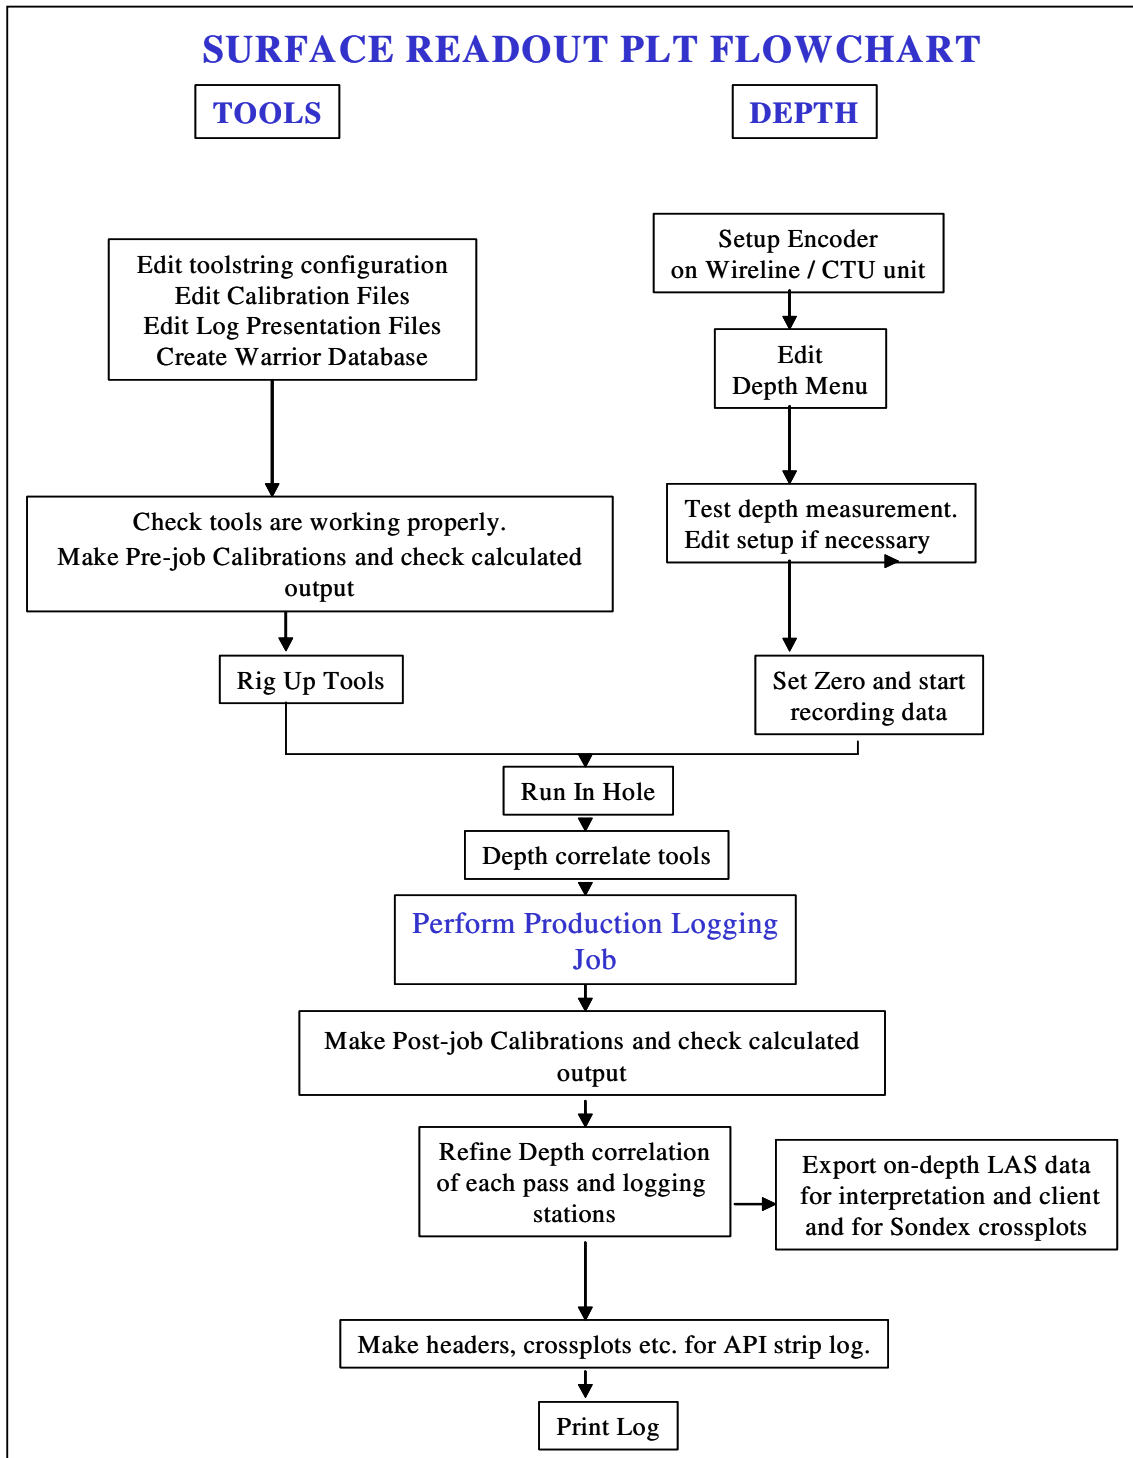 SURFACE READOUT PLT FLOWCHART
TOOLS
DEPTH
Edit toolstring configuration
Edit Calibration Files
Edit Log Presentation Files
Create Warrior Database
Setup Encoder
on Wireline / CTU unit
Edit
Depth Menu
Check tools are working properly.
Make Pre-job Calibrations and check calculated
output
Test depth measurement.
Edit setup if necessary
Rig Up Tools
Set Zero and start
recording data
Run In Hole
Depth correlate tools
Perform Production Logging
Job
Make Post-job Calibrations and check calculated
output
Refine Depth correlation
of each pass and logging
stations
Export on-depth LAS data
for interpretation and client
and for Sondex crossplots
Make headers, crossplots etc. for API strip log.
Print Log